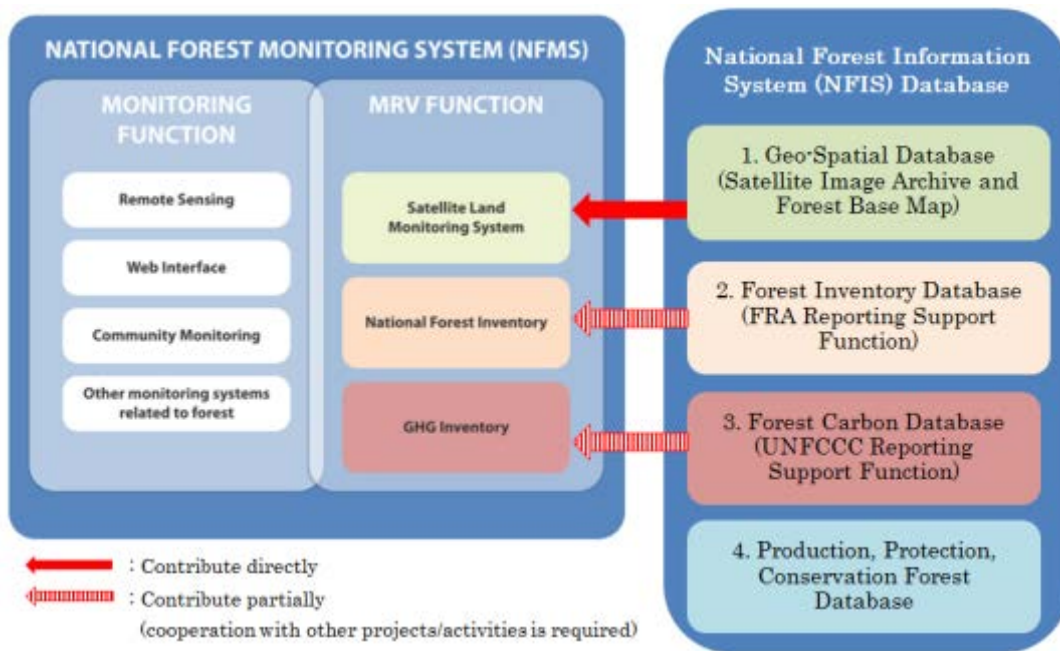 NATIONAL FOREST MONITORING SYSTEM (NFMS)
MONITORING
FUNCTION
Remote Sensing
Web Interface
Community Monitoring
Other monitoring systems
related to forest
MRV FUNCTION
Satellite Land
Monitoring System
National Forest Inventory
GHG Inventory
National Forest Information
System (NFIS) Database
1. Geo-Spatial Database
(Satellite Image Archive and
Forest Base Map)
2. Forest Inventory Database
(FRA Reporting Support
Function)
3. Forest Carbon Database
(UNFCCC Reporting
Support Function)
4. Production, Protection,
Conservation Forest
Database
: Contribute directly
: Contribute partially
(cooperation with other projects/activities is required)